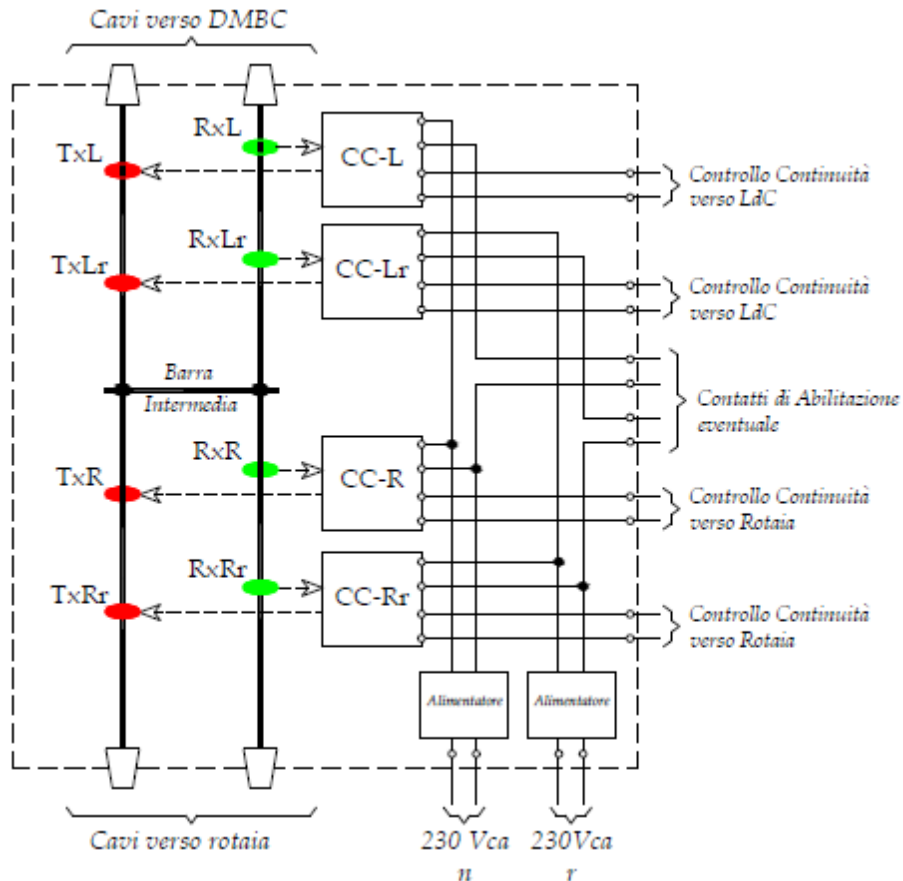 Cavi verso DMBC
RxL
TxL
CC-L
Controllo Continuità
verso LdC
RxLr
TxLr
CC-Lr
Controllo Continuità
verso LdC
Barra
Intermedia
Contatti di Abilitazione
eventuale
RxR
TxR
CC-R
Controllo Continuità
verso Rotaia
RxRr
TxRr
CC-Rr
Controllo Continuità
verso Rotaia
Alimentatore
Alimentatore
Cavi verso rotaia
230 Vca
n
230Vca
r